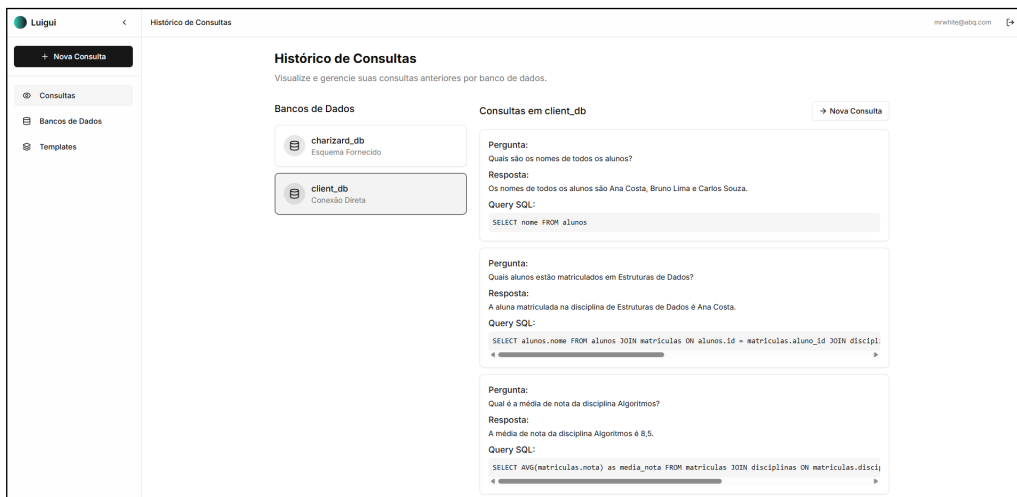 Luigui
Histórico de Consultas
mrwhite@abq.com
+ Nova Consulta
Consultas
Bancos de Dados
Templates
Histórico de Consultas
Visualize e gerencie suas consultas anteriores por banco de dados.
Bancos de Dados
charizard_db
Esquema Fornecido
client_db
Conexão Direta
Consultas em client_db
→ Nova Consulta
Pergunta:
Quais são os nomes de todos os alunos?
Resposta:
Os nomes de todos os alunos são Ana Costa, Bruno Lima e Carlos Souza.
Query SQL:
SELECT nome FROM alunos
Pergunta:
Quais alunos estão matriculados em Estruturas de Dados?
Resposta:
A aluna matriculada na disciplina de Estruturas de Dados é Ana Costa.
Query SQL:
SELECT alunos.nome FROM alunos JOIN matriculas ON alunos.id = matriculas.aluno_id JOIN discipl
Pergunta:
Qual é a média de nota da disciplina Algoritmos?
Resposta:
A média de nota da disciplina Algoritmos é 8,5.
Query SQL:
SELECT AVG(matriculas.nota) as media_nota FROM matriculas JOIN disciplinas ON matriculas.discip